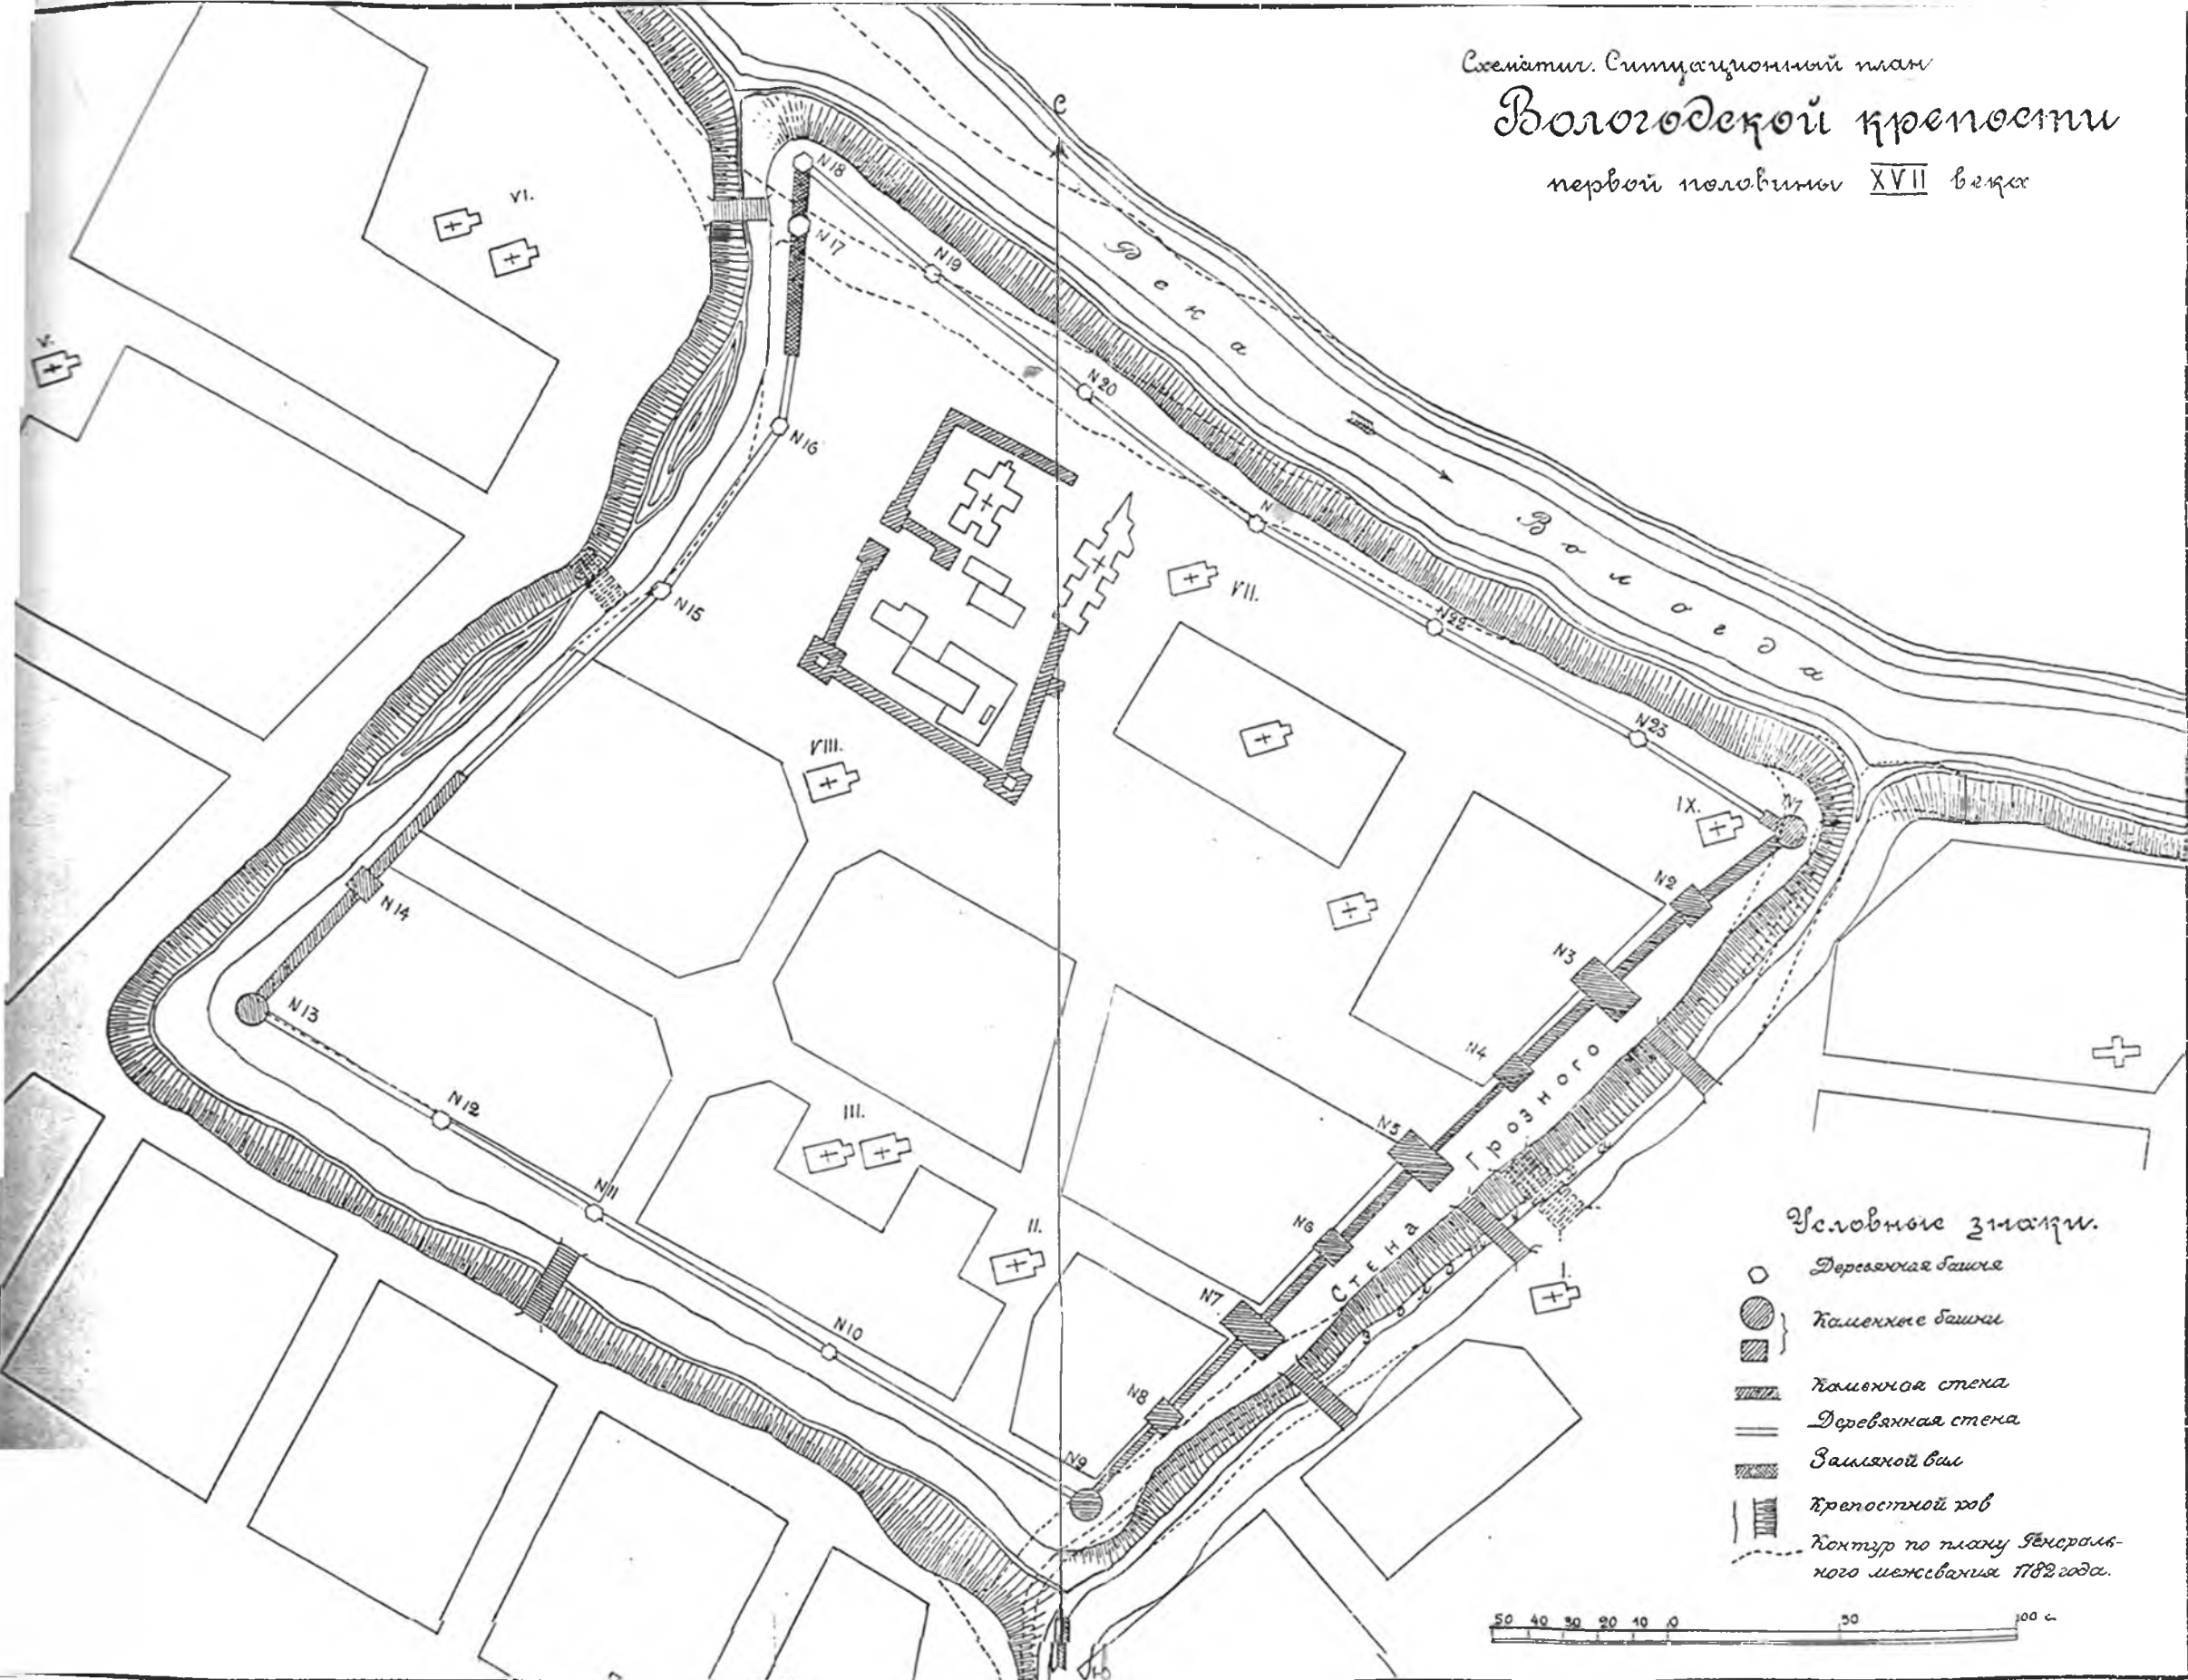 Схематич. Ситуационный план
Вологодской крепости
первой половины XVII века
С
Река
Вологда
N18
N17
N19
N20
N16
N15
N
N22
N23
N1
N2
N3
N4
N5
N6
N7
N8
N9
N10
N11
N12
N13
N14
VI.
V.
VII.
VIII.
IX.
III.
II.
I.
Стена Грозного
Условные знаки.
Деревянная башня
Каменные башни
Каменная стена
Деревянная стена
Земляной вал
Крепостной ров
Контур по плану Генераль-
ного межевания 1782 года.
50 40 30 20 10 0 50 100 с.
Ю